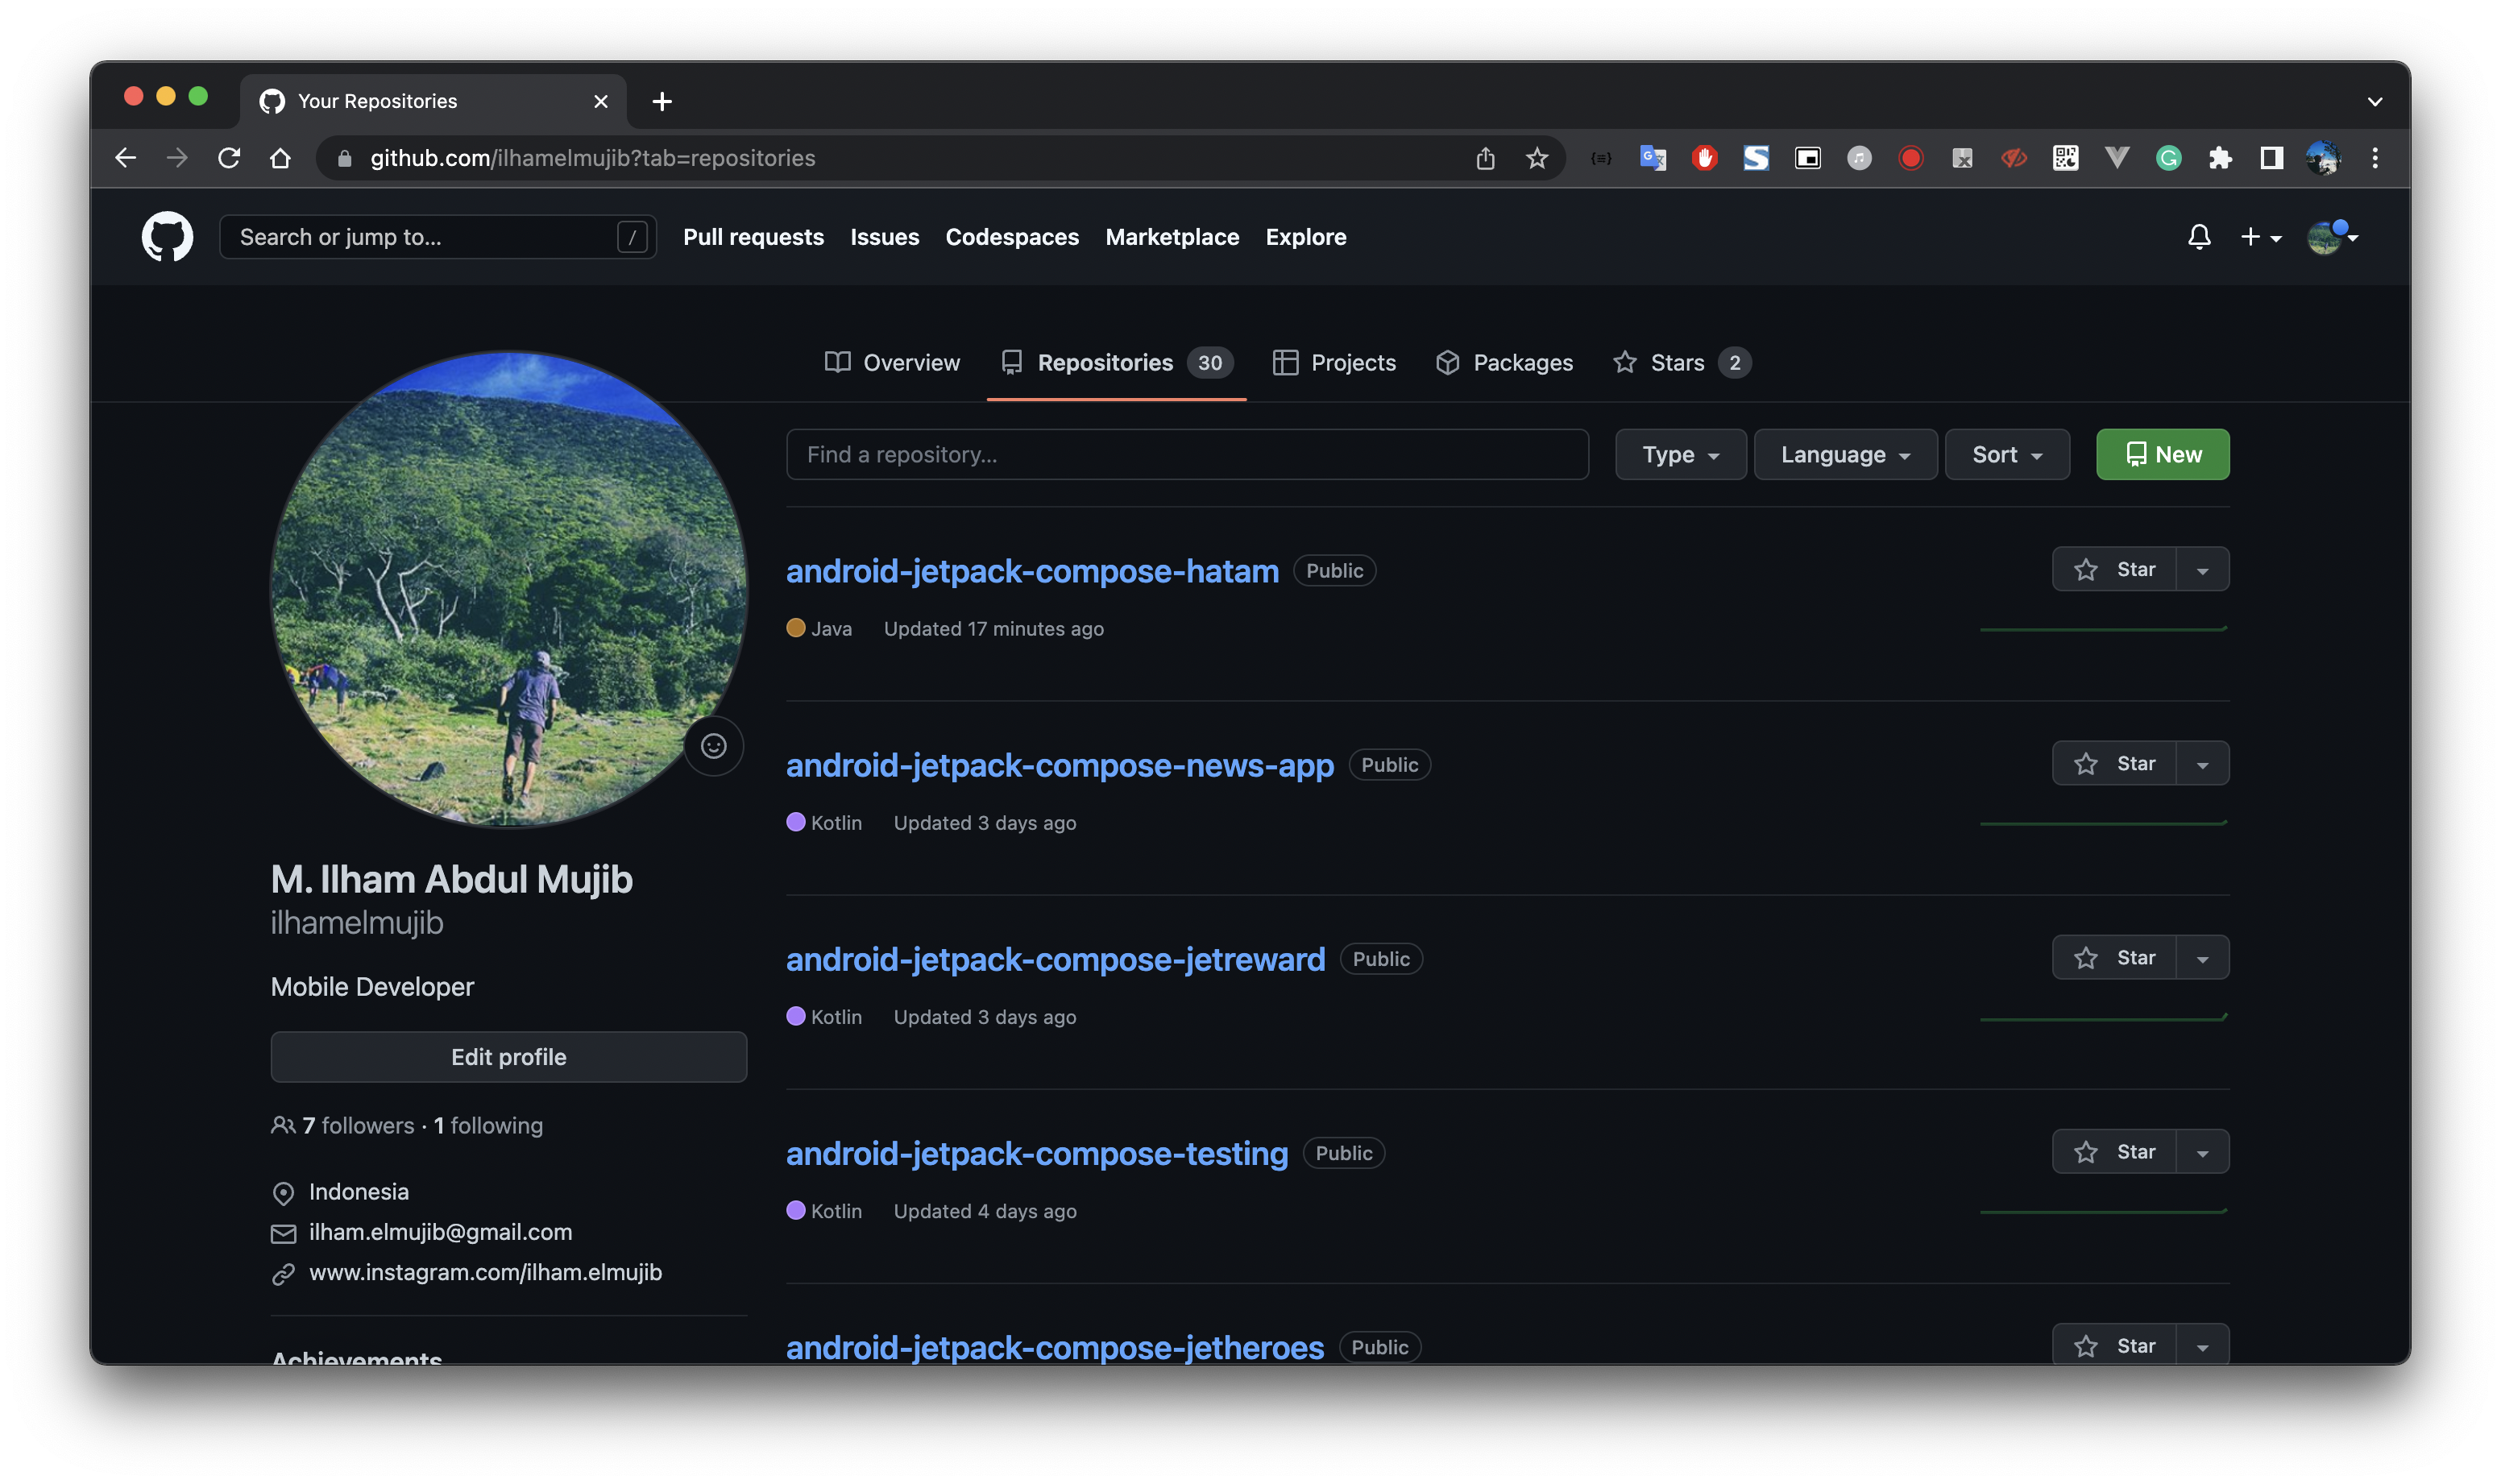 Your Repositories
github.com/ilhamelmujib?tab=repositories
Search or jump to... /
Pull requests Issues Codespaces Marketplace Explore
Overview Repositories 30 Projects Packages Stars 2
Find a repository... Type Language Sort New
android-jetpack-compose-hatam Public Star
Java Updated 17 minutes ago
android-jetpack-compose-news-app Public Star
Kotlin Updated 3 days ago
android-jetpack-compose-jetreward Public Star
Kotlin Updated 3 days ago
android-jetpack-compose-testing Public Star
Kotlin Updated 4 days ago
android-jetpack-compose-jetheroes Public Star
M. Ilham Abdul Mujib
ilhamelmujib
Mobile Developer
Edit profile
7 followers · 1 following
Indonesia
ilham.elmujib@gmail.com
www.instagram.com/ilham.elmujib
Achievements